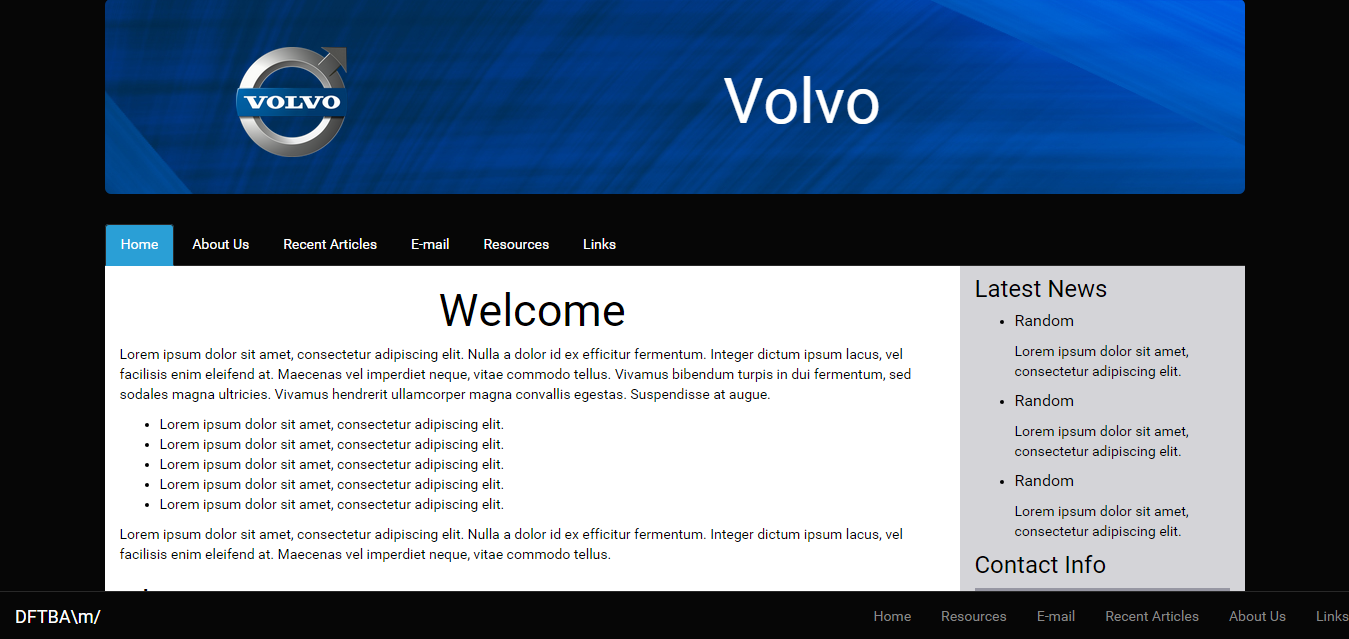 VOLVO
Volvo
Home About Us Recent Articles E-mail Resources Links
Welcome
Lorem ipsum dolor sit amet, consectetur adipiscing elit. Nulla a dolor id ex efficitur fermentum. Integer dictum ipsum lacus, vel
facilisis enim eleifend at. Maecenas vel imperdiet neque, vitae commodo tellus. Vivamus bibendum turpis in dui fermentum, sed
sodales magna ultricies. Vivamus hendrerit ullamcorper magna convallis egestas. Suspendisse at augue.
• Lorem ipsum dolor sit amet, consectetur adipiscing elit.
• Lorem ipsum dolor sit amet, consectetur adipiscing elit.
• Lorem ipsum dolor sit amet, consectetur adipiscing elit.
• Lorem ipsum dolor sit amet, consectetur adipiscing elit.
• Lorem ipsum dolor sit amet, consectetur adipiscing elit.
Lorem ipsum dolor sit amet, consectetur adipiscing elit. Nulla a dolor id ex efficitur fermentum. Integer dictum ipsum lacus, vel
facilisis enim eleifend at. Maecenas vel imperdiet neque, vitae commodo tellus.
Latest News
• Random
Lorem ipsum dolor sit amet,
consectetur adipiscing elit.
• Random
Lorem ipsum dolor sit amet,
consectetur adipiscing elit.
• Random
Lorem ipsum dolor sit amet,
consectetur adipiscing elit.
Contact Info
DFTBA\m/ Home Resources E-mail Recent Articles About Us Links